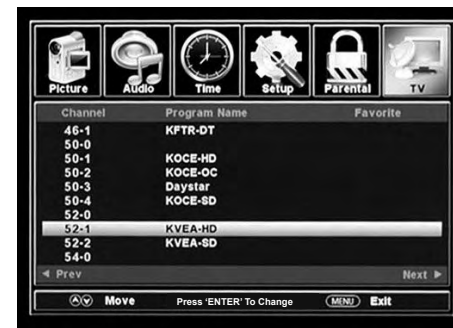 Picture Audio Time Setup Parental TV
Channel Program Name Favorite
46-1 KFTR-DT
50-0
50-1 KOCE-HD
50-2 KOCE-OC
50-3 Daystar
50-4 KOCE-SD
52-0
52-1 KVEA-HD
52-2 KVEA-SD
54-0
◄ Prev Next ►
Move Press 'ENTER' To Change MENU Exit